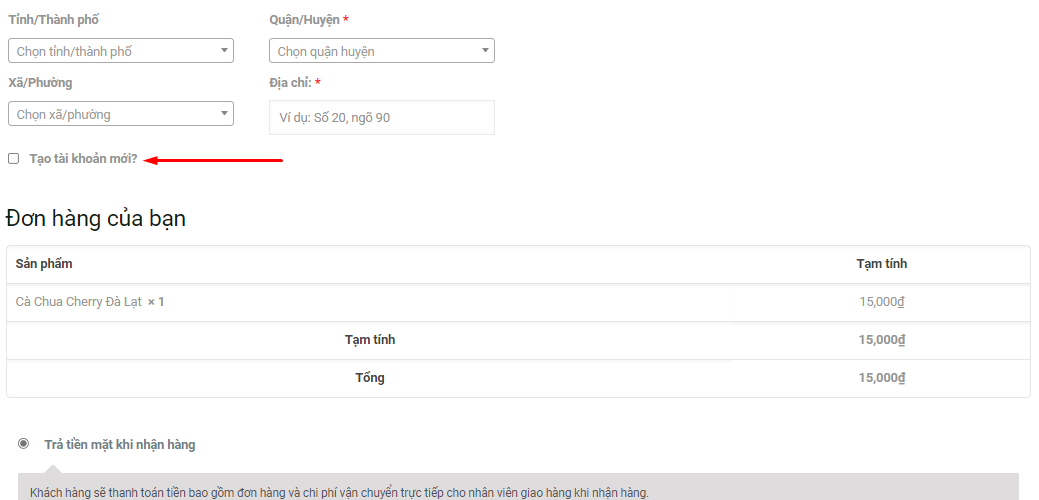 Tỉnh/Thành phố
Quận/Huyện *
Chọn tỉnh/thành phố
Chọn quận huyện
Xã/Phường
Địa chỉ: *
Chọn xã/phường
Ví dụ: Số 20, ngõ 90
Tạo tài khoản mới?
Đơn hàng của bạn
Sản phẩm Tạm tính
Cà Chua Cherry Đà Lạt × 1 15,000₫
Tạm tính 15,000₫
Tổng 15,000₫
Trả tiền mặt khi nhận hàng
Khách hàng sẽ thanh toán tiền bao gồm đơn hàng và chi phí vận chuyển trực tiếp cho nhân viên giao hàng khi nhận hàng.